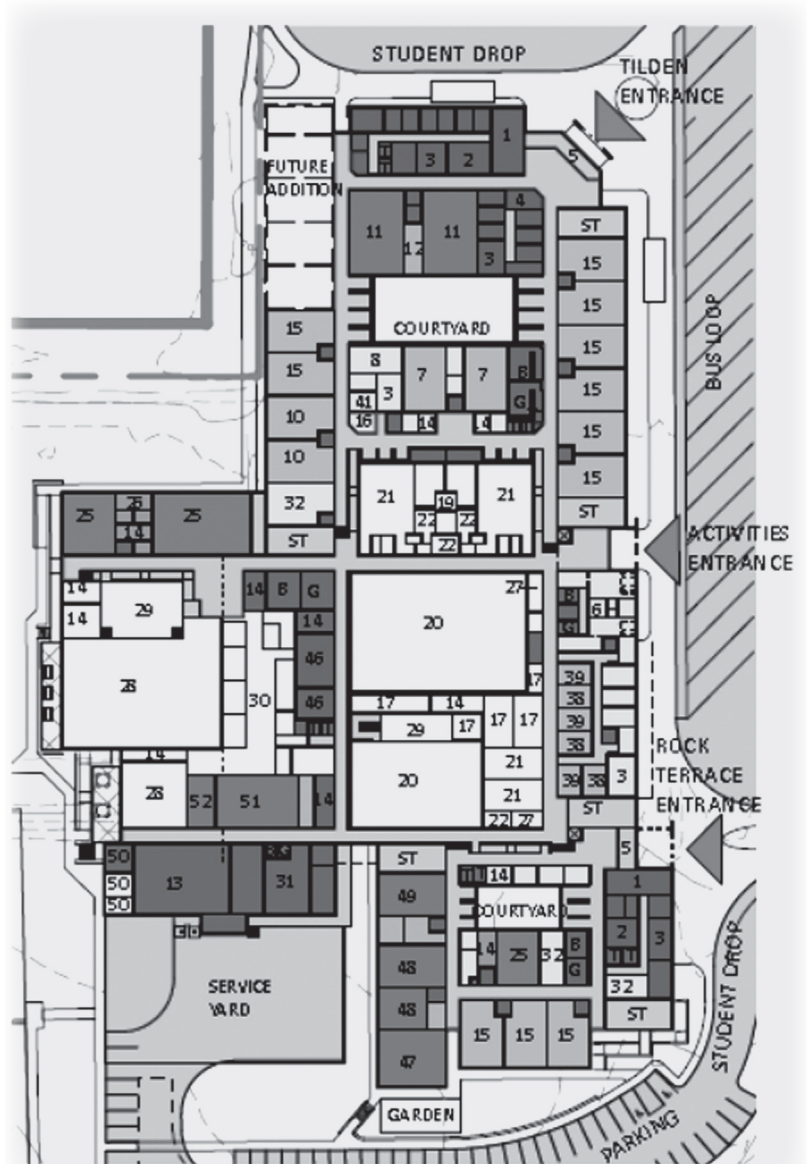 STUDENT DROP
TILDEN
ENTRANCE
1
3
2
5
FUTURE
ADDITION
4
11
12
11
3
ST
15
15
COURTYARD
15
15
15
15
15
15
8
7
7
B
3
41
G
16
14
14
10
10
BUS LOOP
21
19
21
22
22
22
32
ST
ST
25
26
14
25
ACTIVITIES
ENTRANCE
14
29
14
14
B
G
14
20
27
B
G
6
28
46
30
46
17
39
38
39
38
17
14
17
17
29
17
14
21
20
21
39
38
3
ROCK
TERRACE
ENTRANCE
28
52
51
14
22
27
ST
50
50
50
13
31
ST
14
5
49
COURTYARD
1
2
3
14
25
32
B
G
48
48
32
ST
15
15
15
47
SERVICE
YARD
STUDENT DROP
GARDEN
PARKING